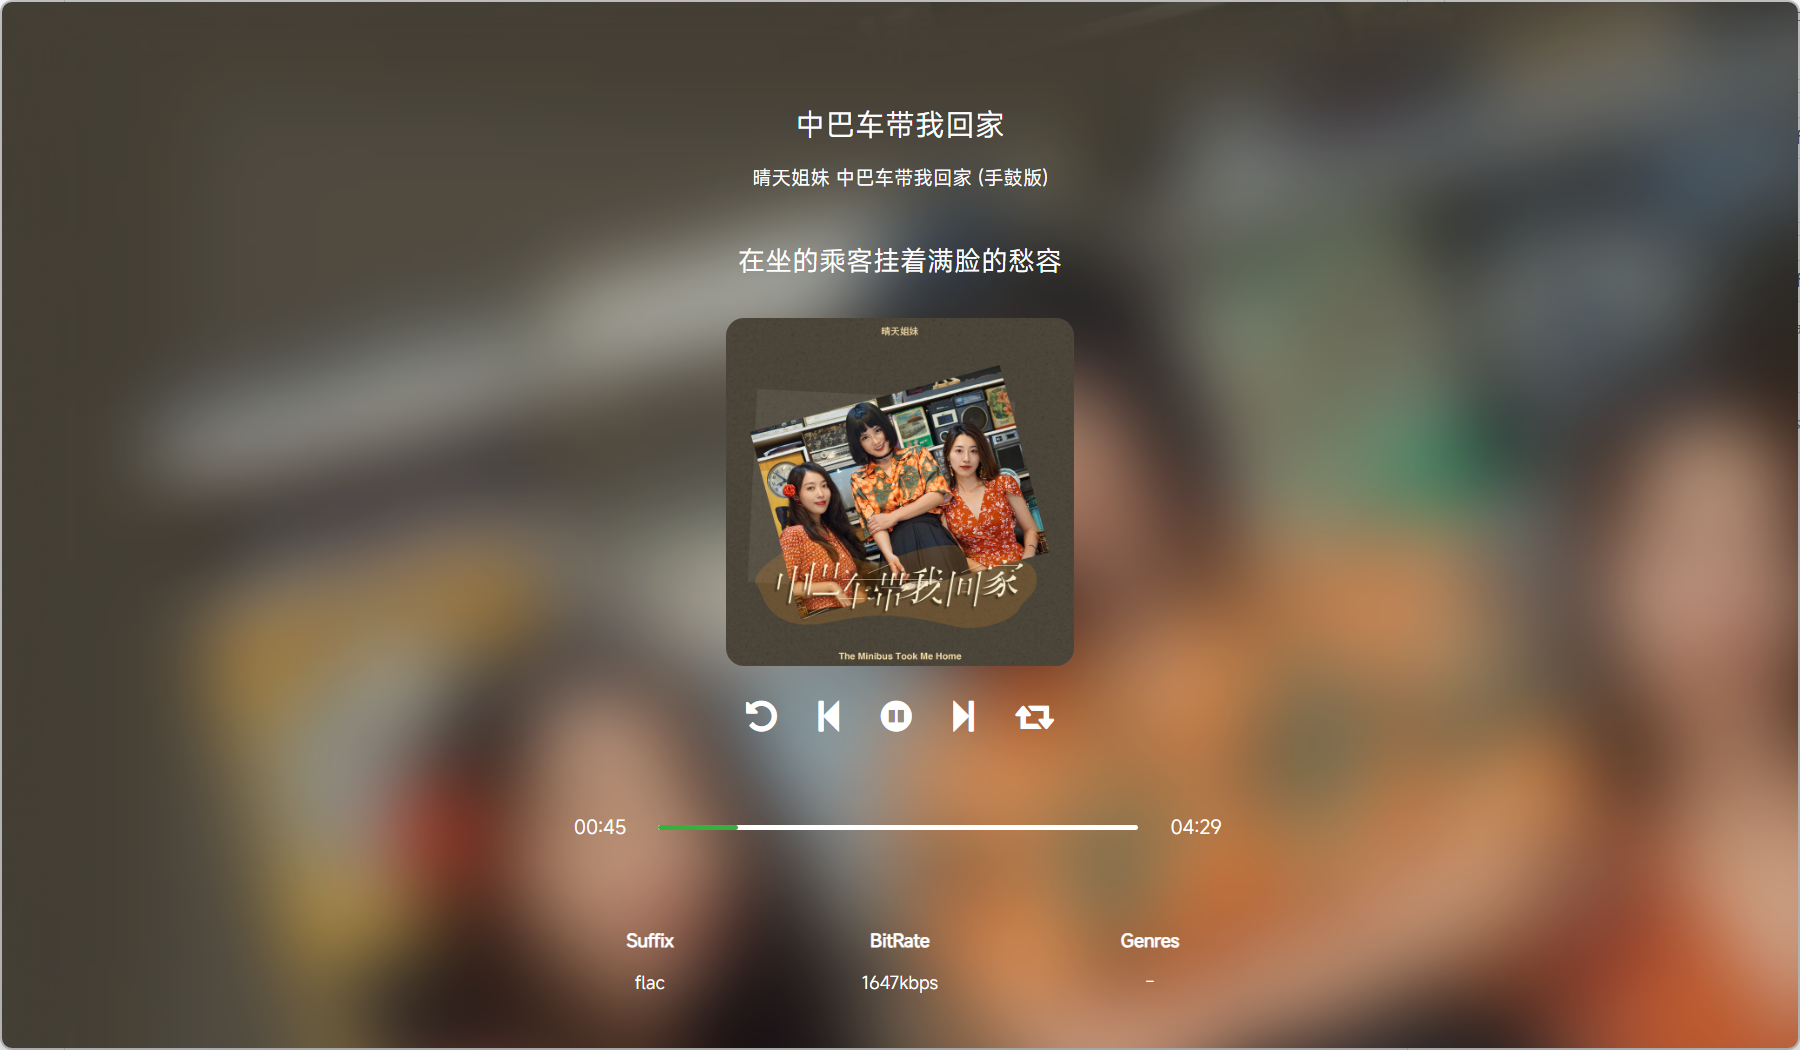 中巴车带我回家
晴天姐妹 中巴车带我回家 (手鼓版)
在坐的乘客挂着满脸的愁容
晴天姐妹
中巴车带我回家
The Minibus Took Me Home
00:45
04:29
Suffix
BitRate
Genres
flac
1647kbps
–